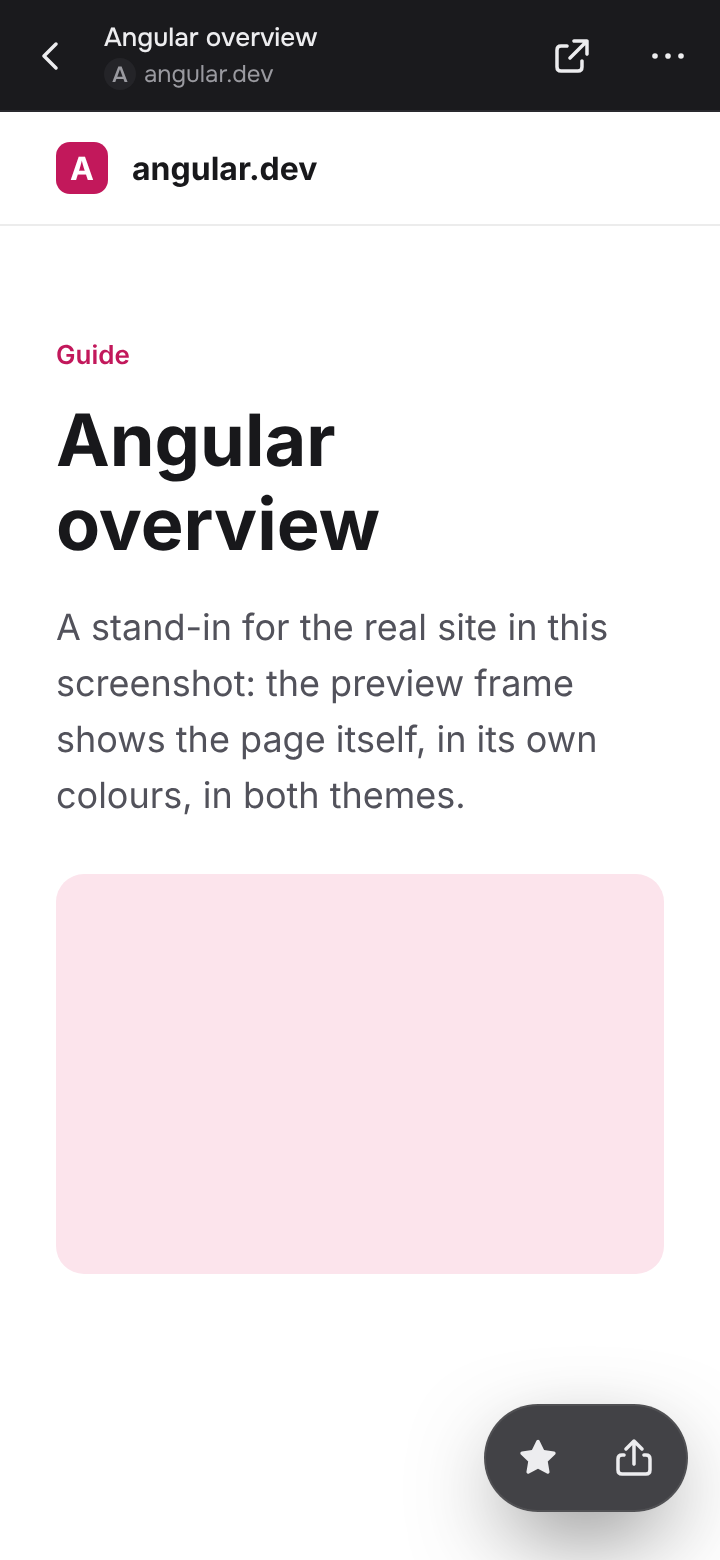 Angular overview
A angular.dev
A angular.dev
Guide
Angular
overview
A stand-in for the real site in this
screenshot: the preview frame
shows the page itself, in its own
colours, in both themes.